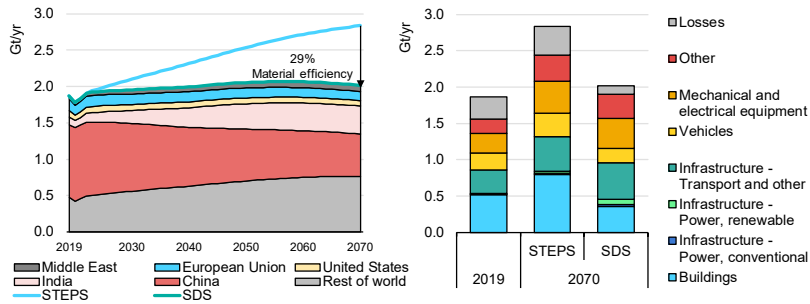 Gt/yr
3.0
2.5
2.0
1.5
1.0
0.5
0.0
29%
Material efficiency
2019 2030 2040 2050 2060 2070
Middle East European Union United States
India China Rest of world
STEPS SDS
Gt/yr
3.0
2.5
2.0
1.5
1.0
0.5
0.0
STEPS SDS
2019 2070
Losses
Other
Mechanical and
electrical equipment
Vehicles
Infrastructure -
Transport and other
Infrastructure -
Power, renewable
Infrastructure -
Power, conventional
Buildings